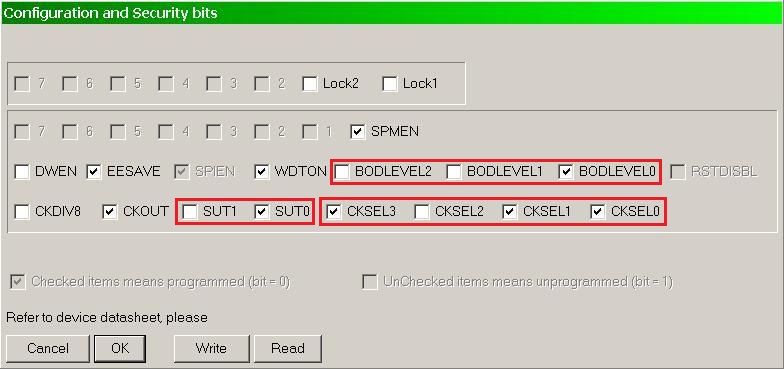 Configuration and Security bits
7 6 5 4 3 2 Lock2 Lock1
7 6 5 4 3 2 1 SPMEN
DWEN EESAVE SPIEN WDTON BODLEVEL2 BODLEVEL1 BODLEVEL0 RSTDISBL
CKDIV8 CKOUT SUT1 SUT0 CKSEL3 CKSEL2 CKSEL1 CKSEL0
Checked items means programmed (bit = 0) UnChecked items means unprogrammed (bit = 1)
Refer to device datasheet, please
Cancel OK Write Read